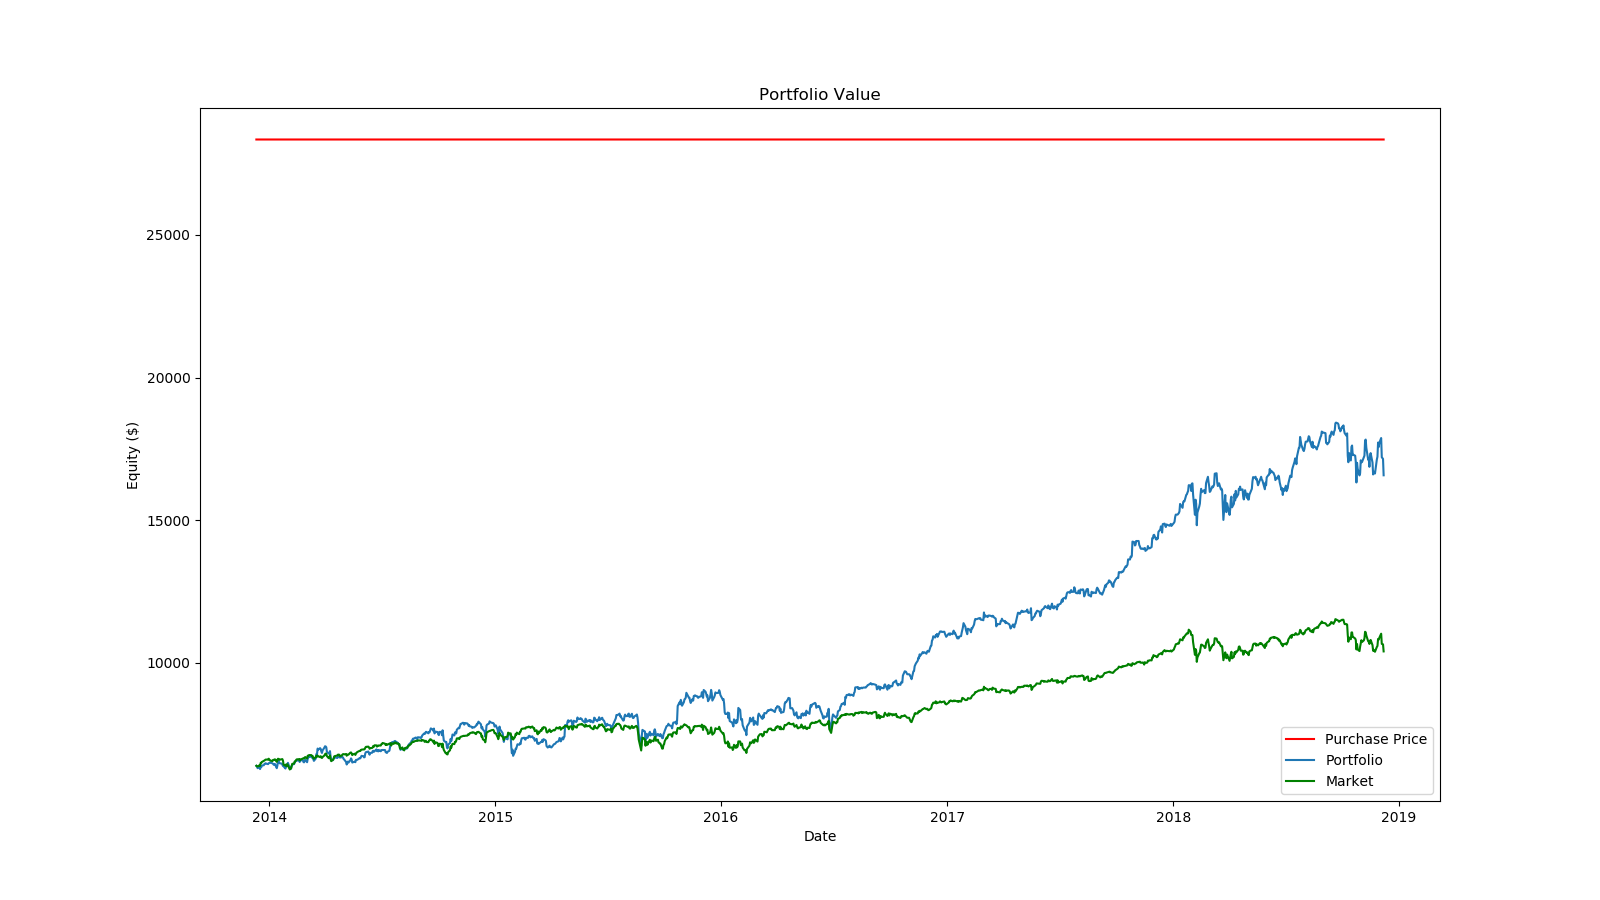 Portfolio Value
Equity ($)
25000
20000
15000
10000
2014
2015
2016
2017
2018
2019
Date
Purchase Price
Portfolio
Market